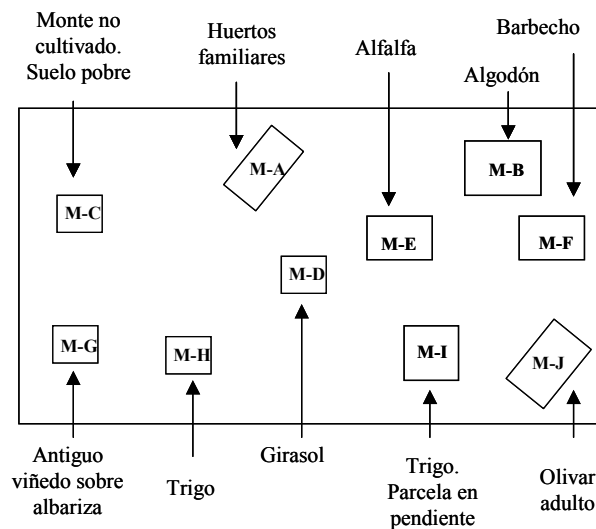 Monte no
cultivado.
Suelo pobre
Huertos
familiares
Alfalfa
Barbecho
Algodón
M-A
M-B
M-C
M-E
M-F
M-D
M-G
M-H
M-I
M-J
Antiguo
viñedo sobre
albariza
Trigo
Girasol
Trigo.
Parcela en
pendiente
Olivar
adulto